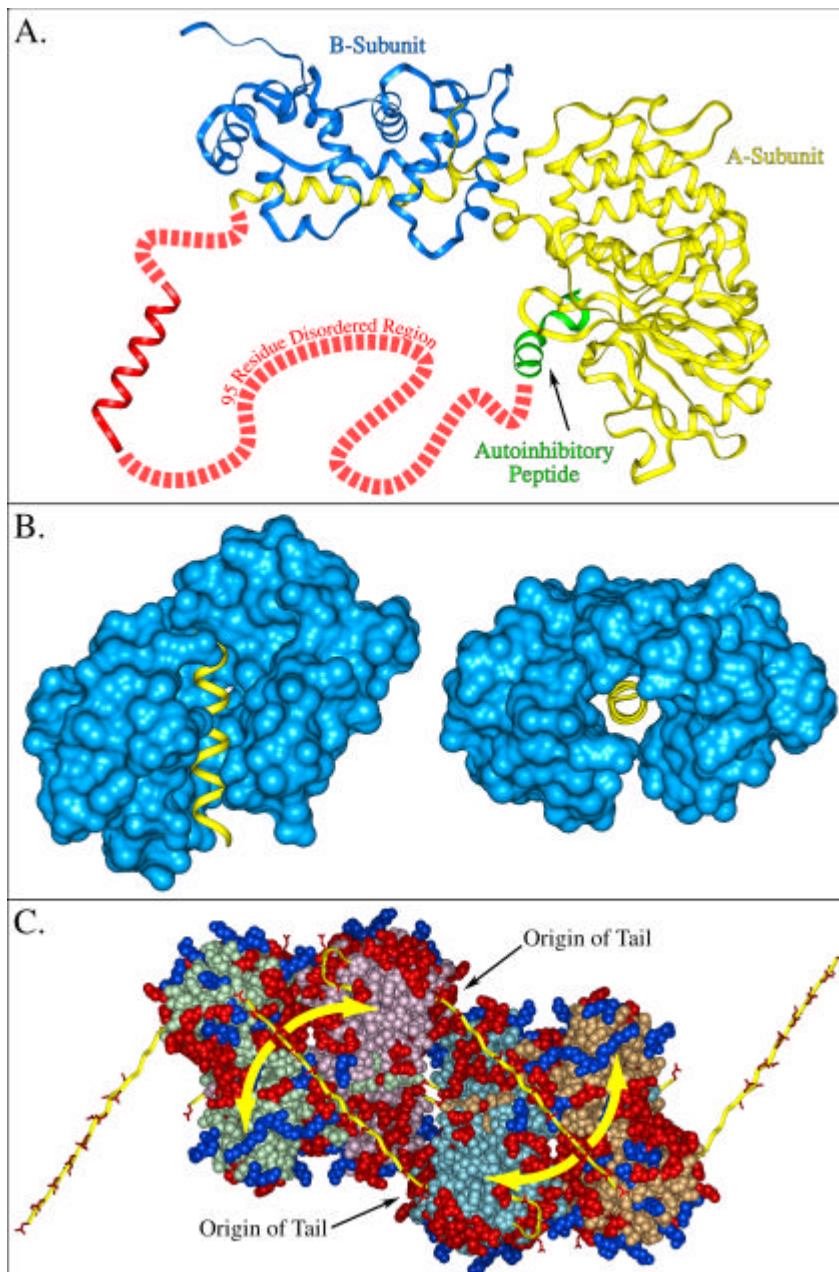 A.
B-Subunit
A-Subunit
95 Residue Disordered Region
Autoinhibitory
Peptide
B.
C.
Origin of Tail
Origin of Tail